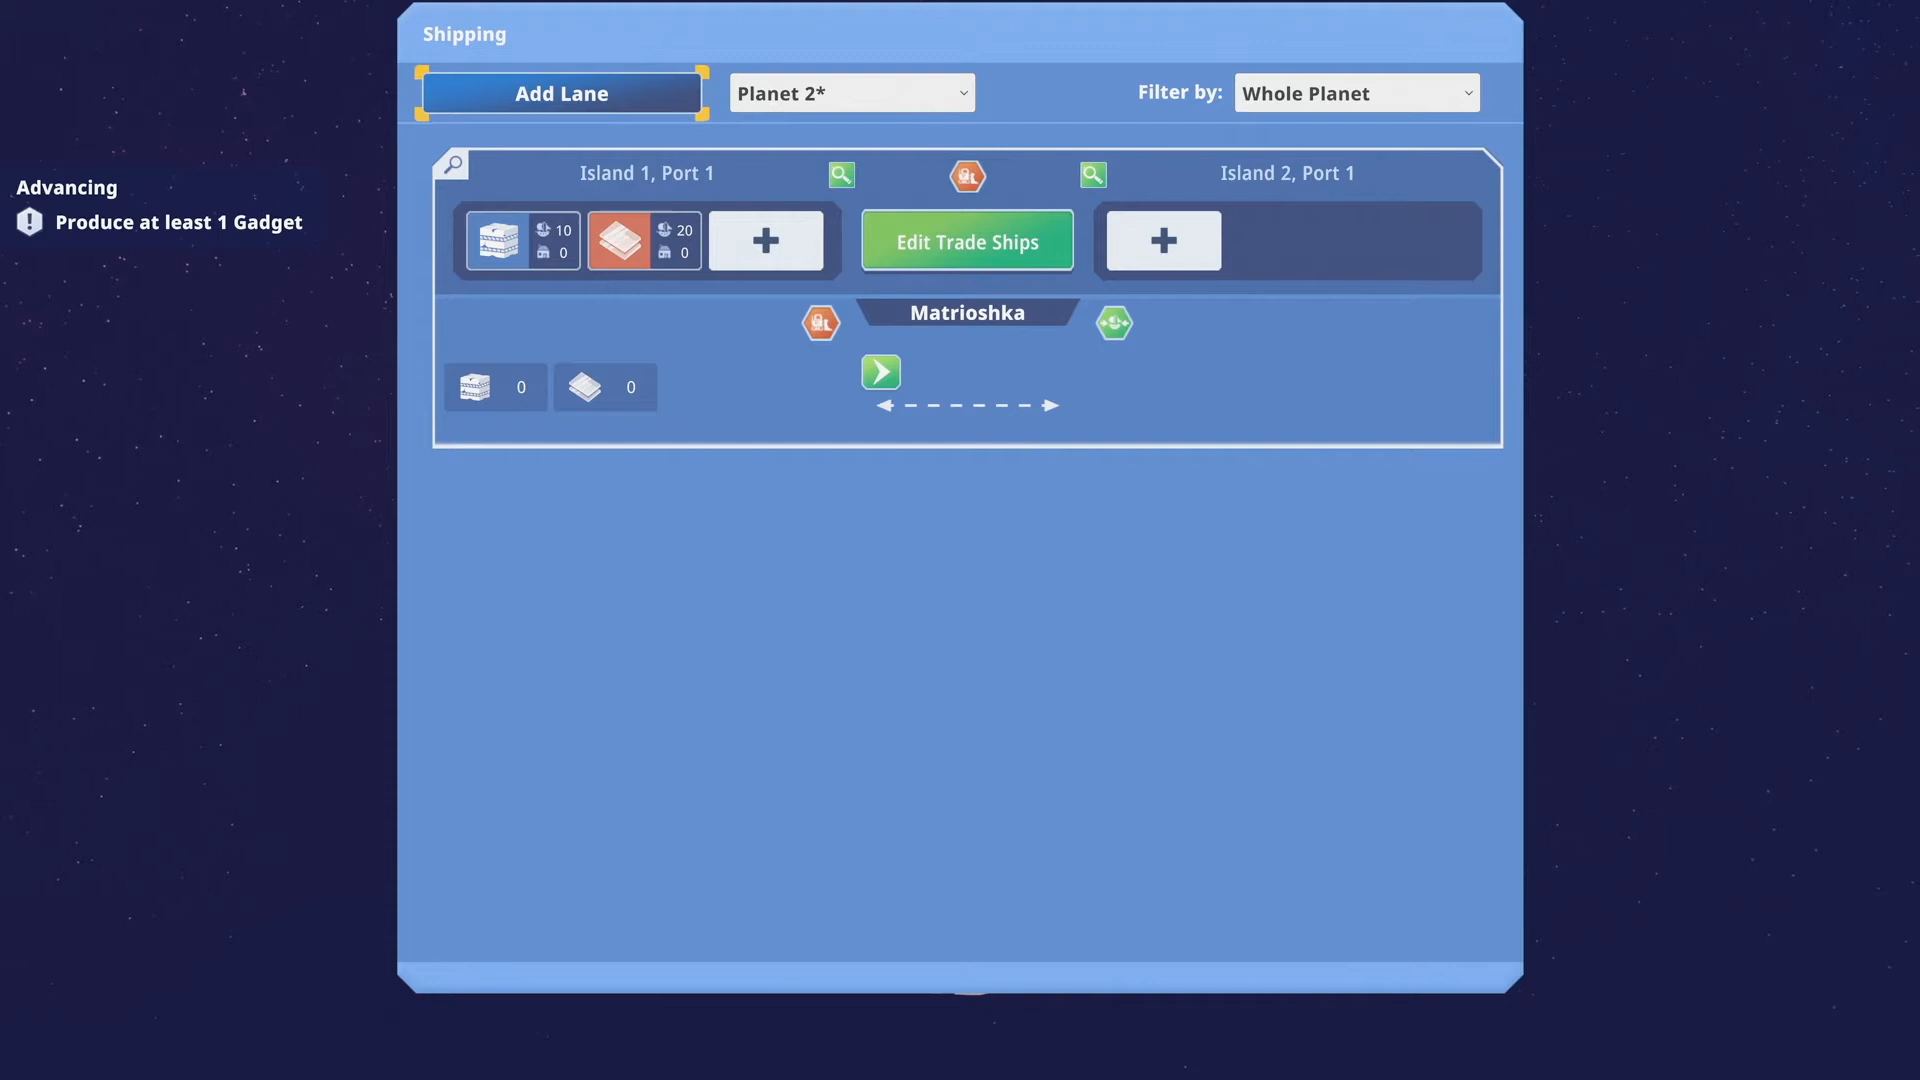 Shipping
Add Lane
Planet 2*
Filter by:
Whole Planet
Advancing
Produce at least 1 Gadget
Island 1, Port 1
Island 2, Port 1
10
0
20
0
Edit Trade Ships
Matrioshka
0
0